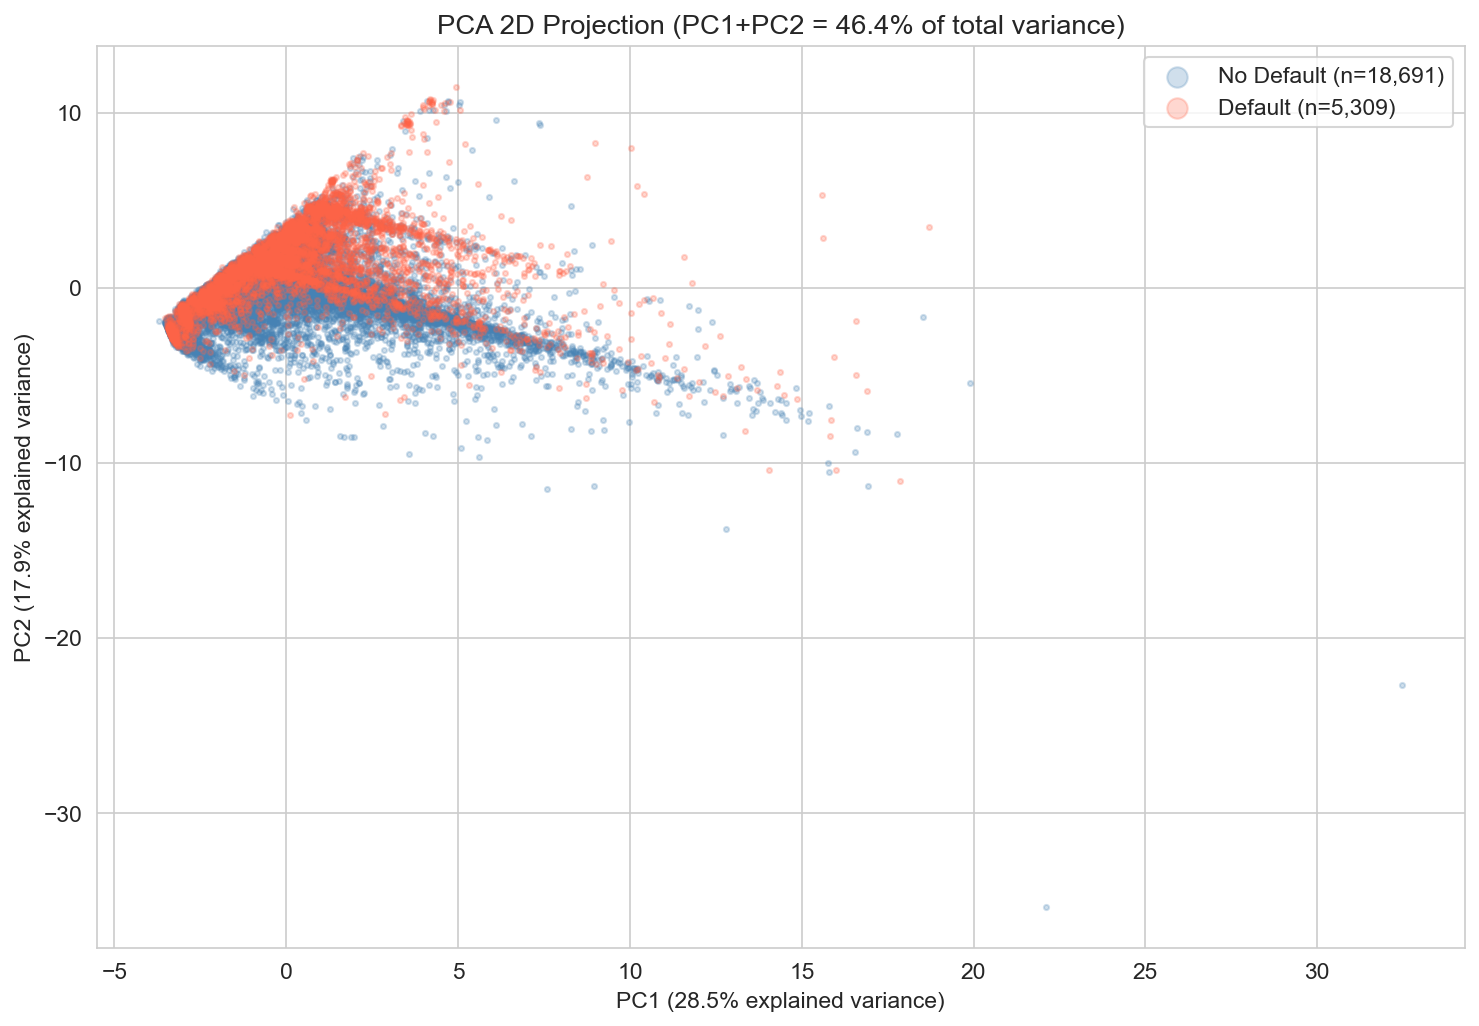 PCA 2D Projection (PC1+PC2 = 46.4% of total variance)
No Default (n=18,691)
Default (n=5,309)
PC2 (17.9% explained variance)
10
0
−10
−20
−30
−5
0
5
10
15
20
25
30
PC1 (28.5% explained variance)